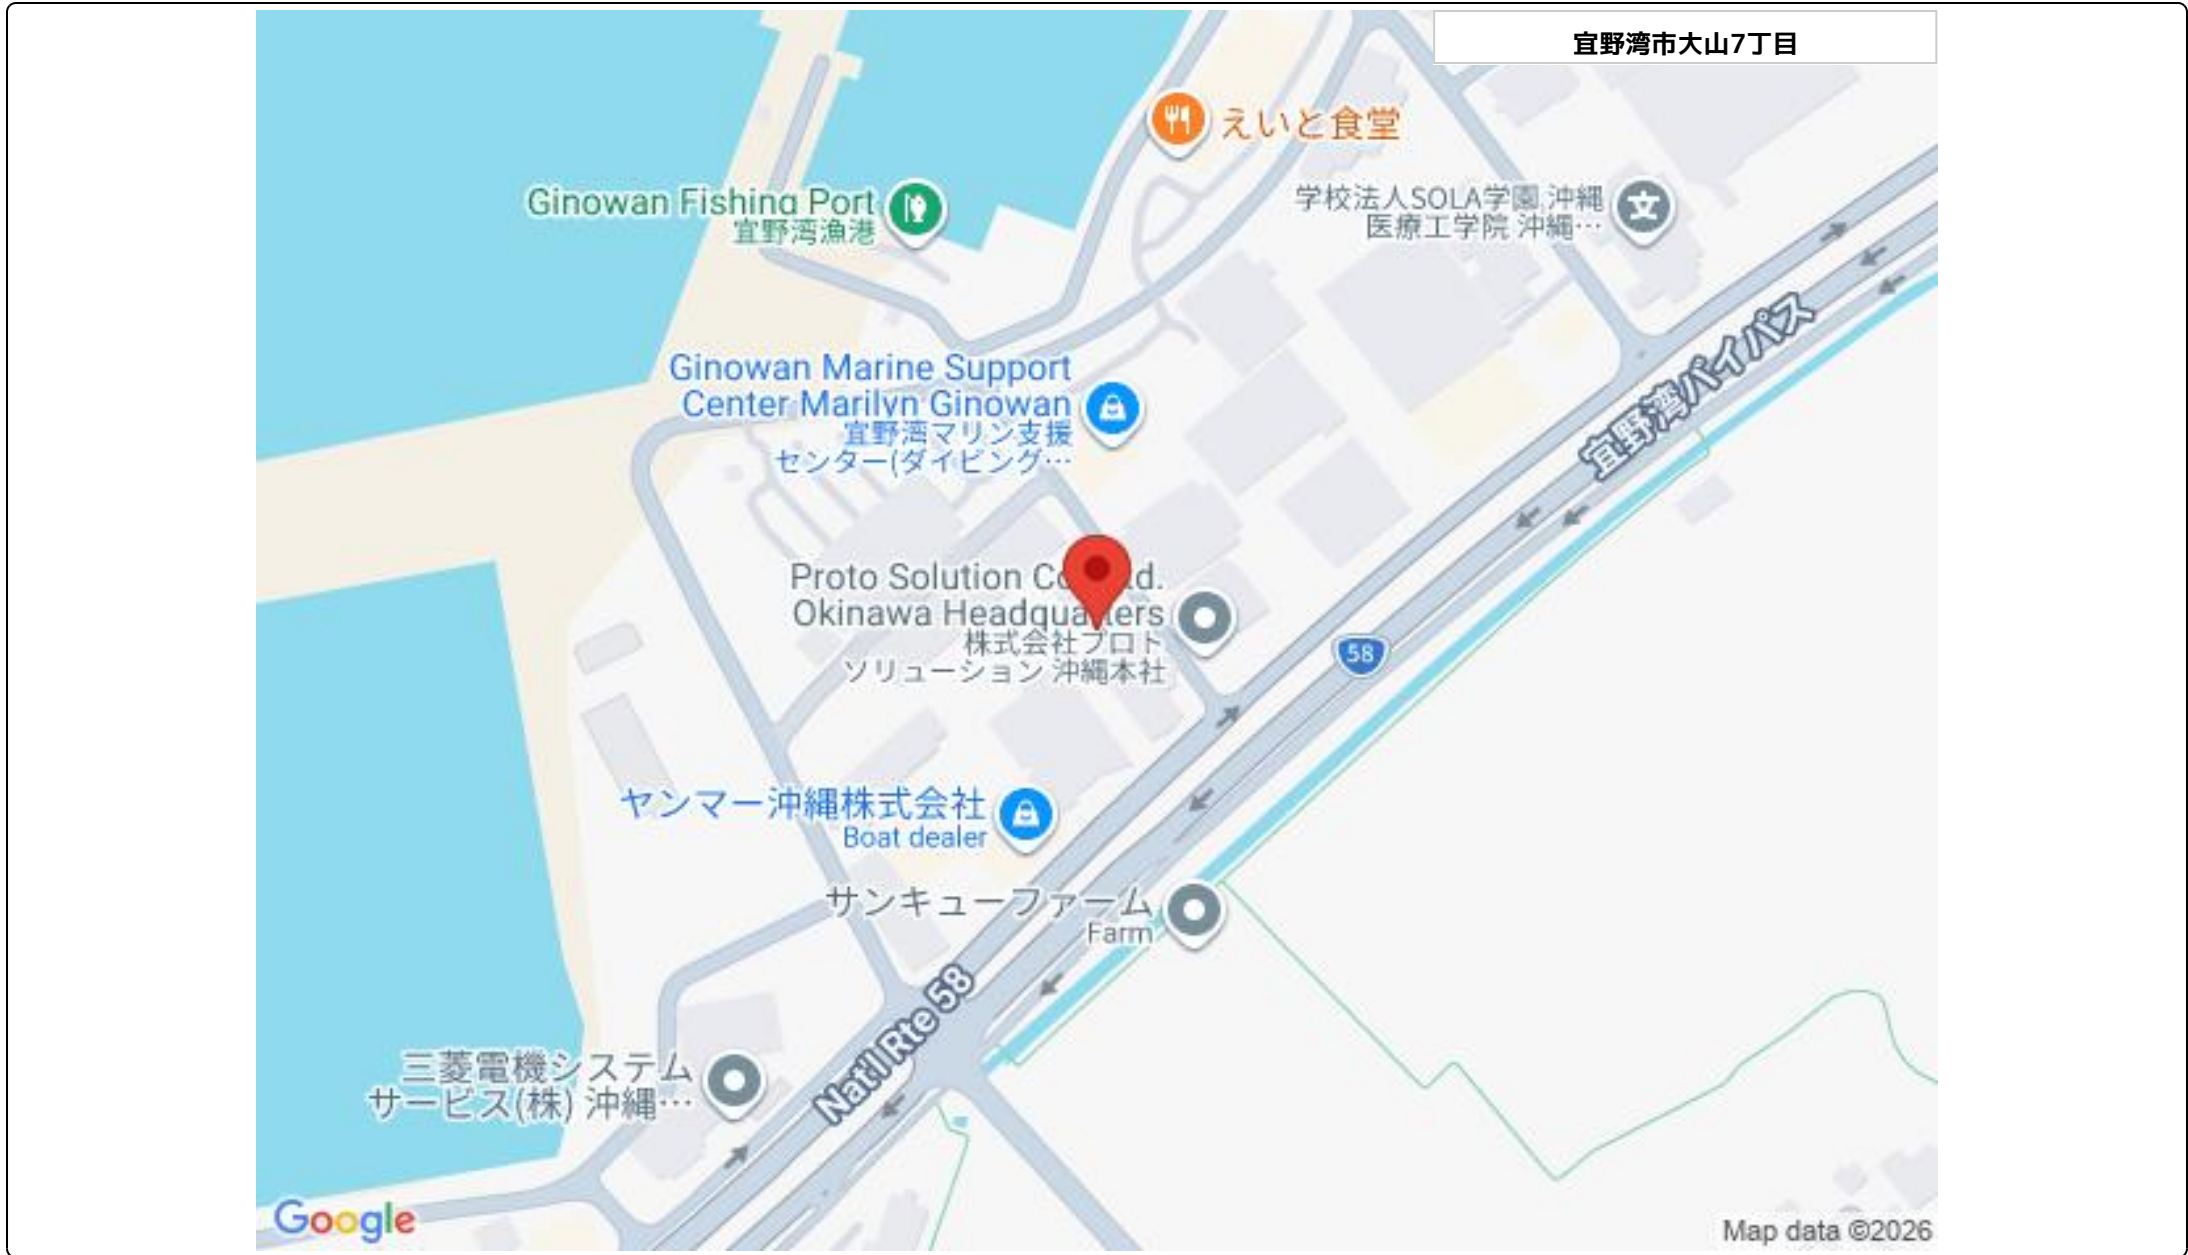 宜野湾市大山7丁目
えいと食堂
Ginowan Fishing Port
宜野湾漁港
学校法人SOLA学園 沖縄
医療工学院 沖縄…
宜野湾バイパス
Ginowan Marine Support
Center Marilyn Ginowan
宜野湾マリン支援
センター(ダイビング…
Proto Solution Co
td.
Okinawa Headquarters
株式会社プロト
ソリューション 沖縄本社
58
ヤンマー沖縄株式会社
Boat dealer
サンキューファーム
Farm
Nat'l Rte 58
三菱電機システム
サービス(株) 沖縄…
Google
Map data ©2026